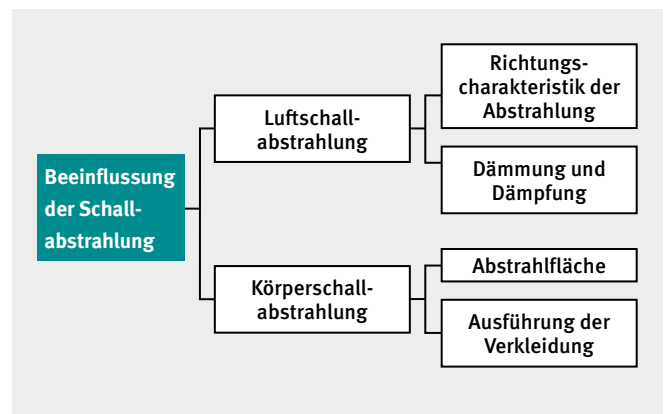 Beeinflussung
der Schall-
abstrahlung
Luftschall-
abstrahlung
Richtungs-
charakteristik der
Abstrahlung
Dämmung und
Dämpfung
Körperschall-
abstrahlung
Abstrahlfläche
Ausführung der
Verkleidung